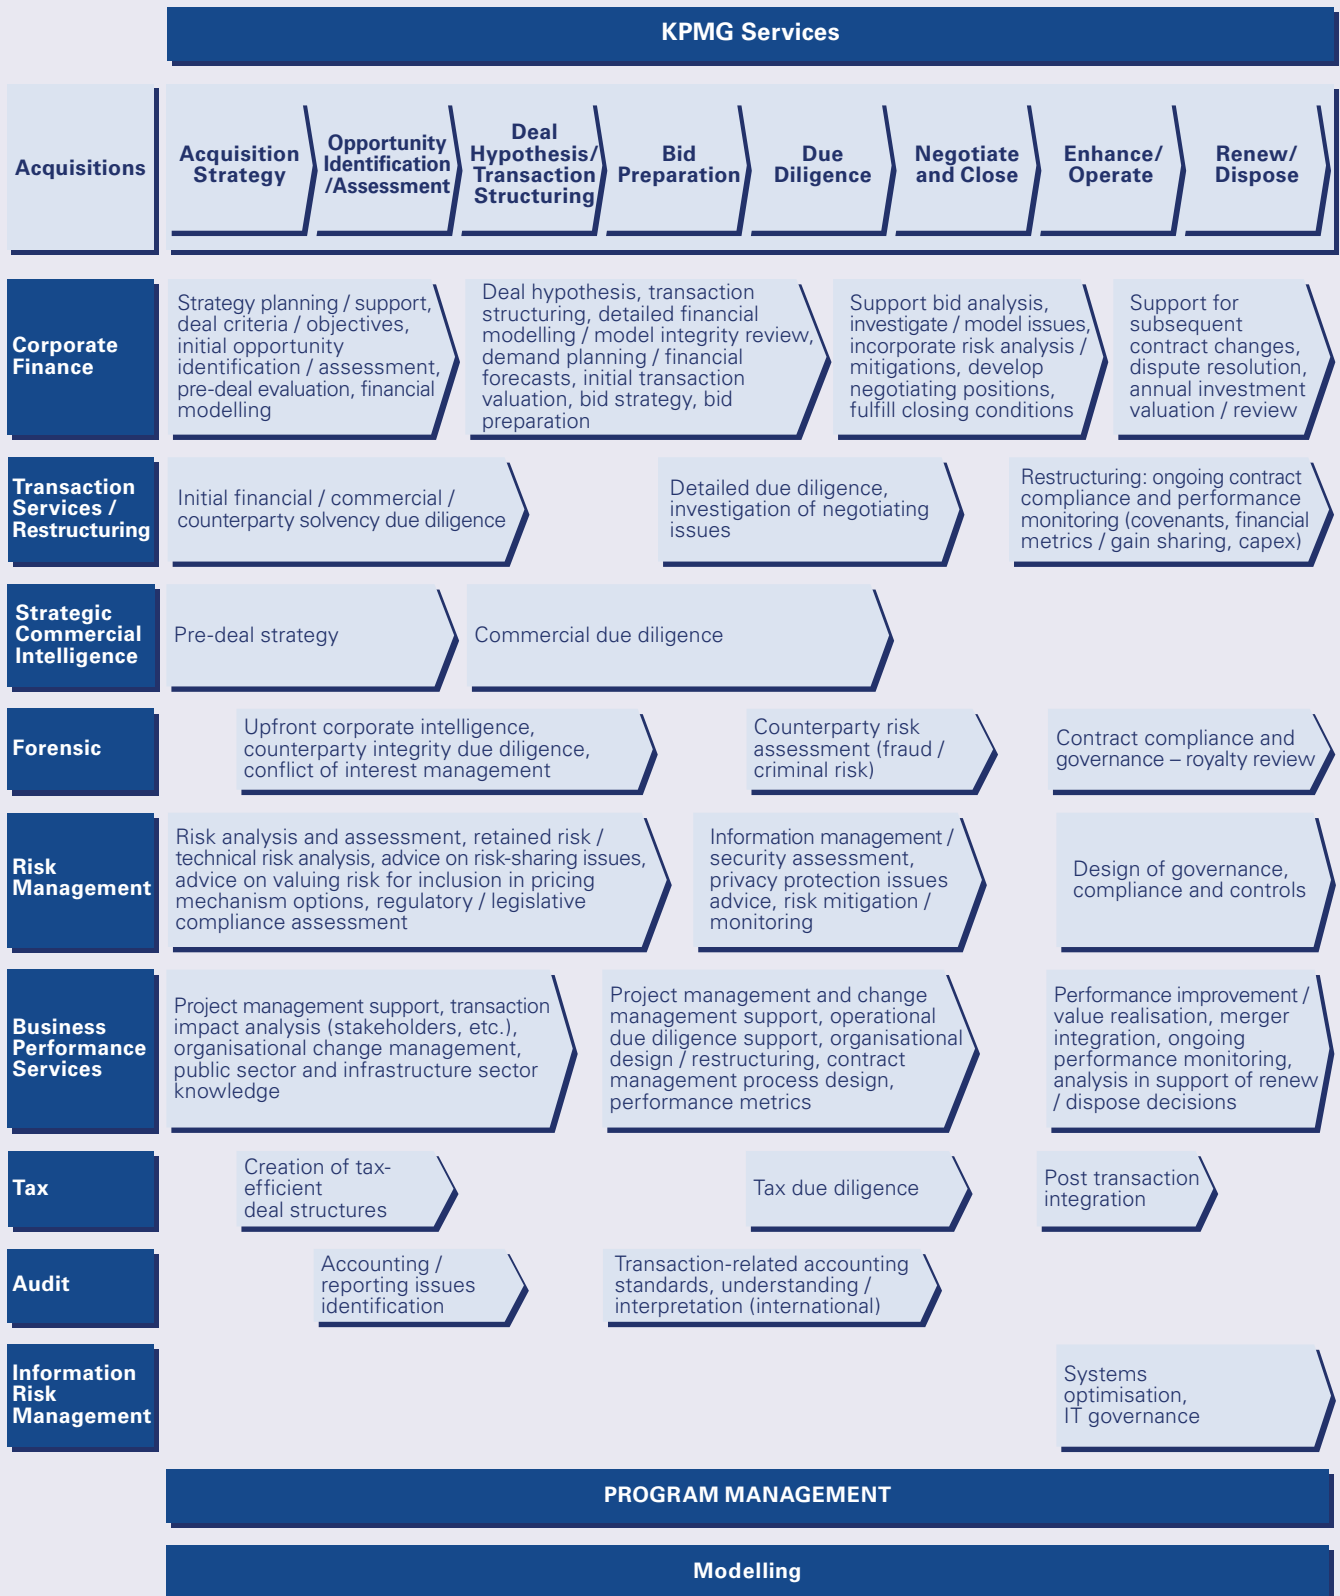 KPMG Services
Acquisitions
Acquisition
Strategy
Opportunity
Identification
/Assessment
Deal
Hypothesis/
Transaction
Structuring
Bid
Preparation
Due
Diligence
Negotiate
and Close
Enhance/
Operate
Renew/
Dispose
Corporate
Finance
Strategy planning / support,
deal criteria / objectives,
initial opportunity
identification / assessment,
pre-deal evaluation, financial
modelling
Deal hypothesis, transaction
structuring, detailed financial
modelling / model integrity review,
demand planning / financial
forecasts, initial transaction
valuation, bid strategy, bid
preparation
Support bid analysis,
investigate / model issues,
incorporate risk analysis /
mitigations, develop
negotiating positions,
fulfill closing conditions
Support for
subsequent
contract changes,
dispute resolution,
annual investment
valuation / review
Transaction
Services /
Restructuring
Initial financial / commercial /
counterparty solvency due diligence
Detailed due diligence,
investigation of negotiating
issues
Restructuring: ongoing contract
compliance and performance
monitoring (covenants, financial
metrics / gain sharing, capex)
Strategic
Commercial
Intelligence
Pre-deal strategy
Commercial due diligence
Forensic
Upfront corporate intelligence,
counterparty integrity due diligence,
conflict of interest management
Counterparty risk
assessment (fraud /
criminal risk)
Contract compliance and
governance – royalty review
Risk
Management
Risk analysis and assessment, retained risk /
technical risk analysis, advice on risk-sharing issues,
advice on valuing risk for inclusion in pricing
mechanism options, regulatory / legislative
compliance assessment
Information management /
security assessment,
privacy protection issues
advice, risk mitigation /
monitoring
Design of governance,
compliance and controls
Business
Performance
Services
Project management support, transaction
impact analysis (stakeholders, etc.),
organisational change management,
public sector and infrastructure sector
knowledge
Project management and change
management support, operational
due diligence support, organisational
design / restructuring, contract
management process design,
performance metrics
Performance improvement /
value realisation, merger
integration, ongoing
performance monitoring,
analysis in support of renew
/ dispose decisions
Tax
Creation of tax-
efficient
deal structures
Tax due diligence
Post transaction
integration
Audit
Accounting /
reporting issues
identification
Transaction-related accounting
standards, understanding /
interpretation (international)
Information
Risk
Management
Systems
optimisation,
IT governance
PROGRAM MANAGEMENT
Modelling